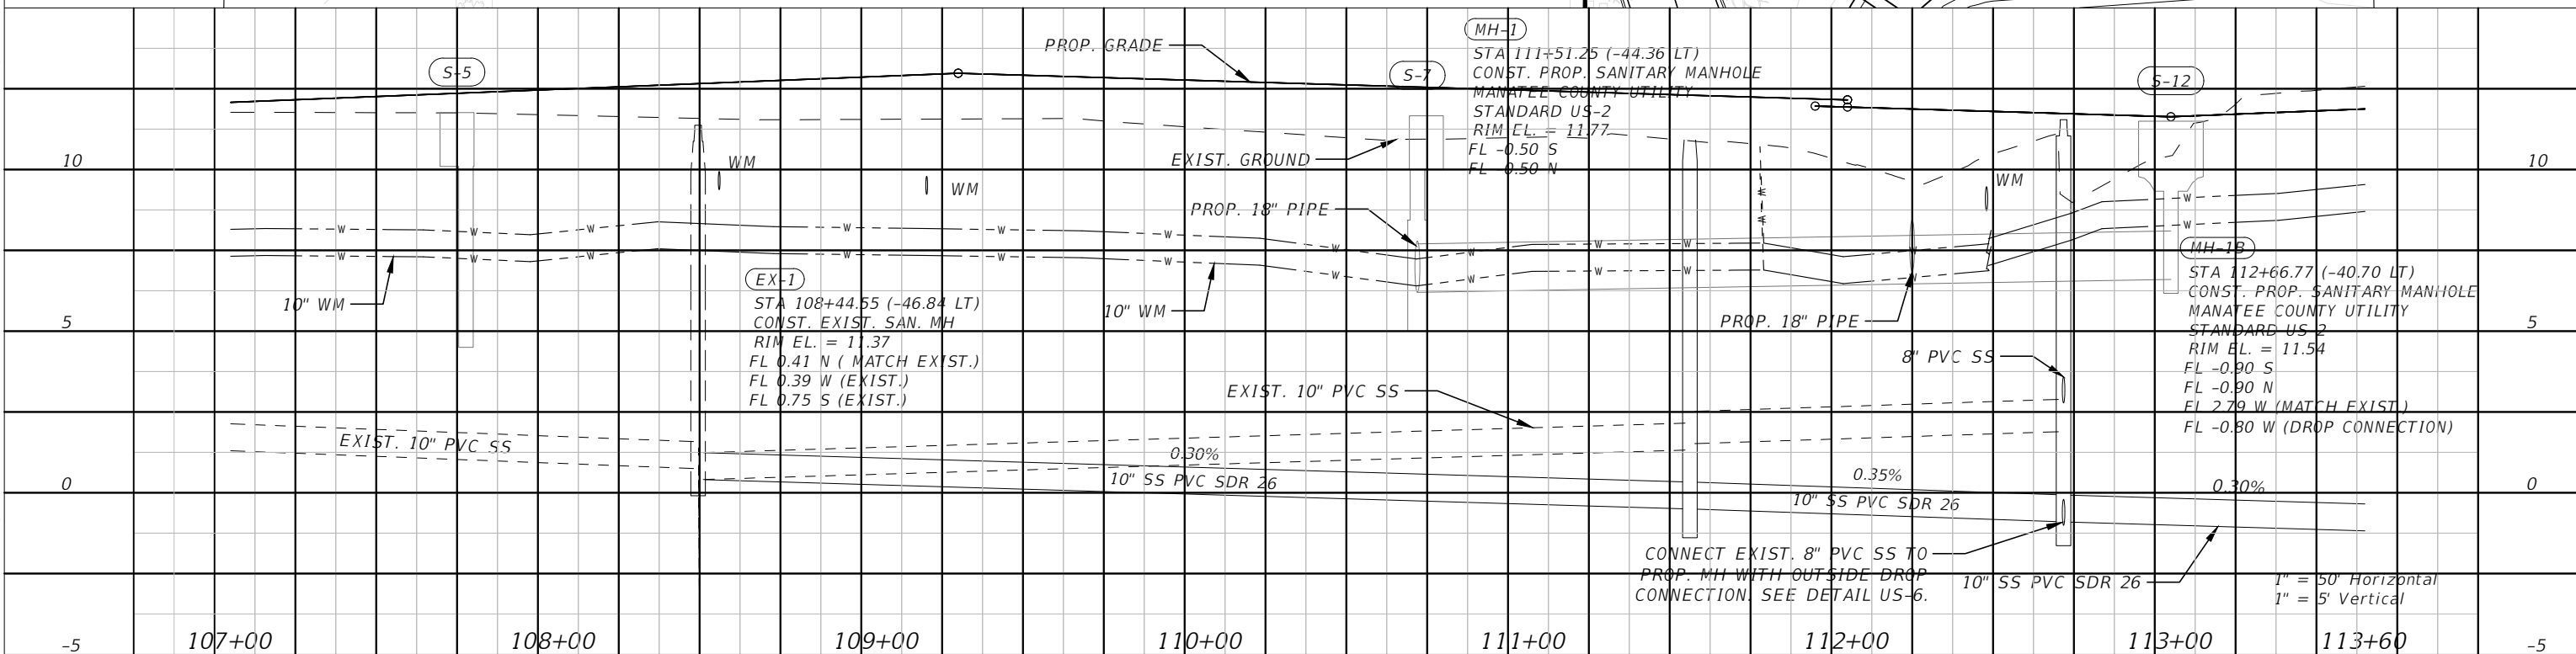 MH-1
PROP. GRADE
STA 111+51.25 (-44.36 LT)
S-5
S-7
CONST. PROP. SANITARY MANHOLE
S-12
MANATEE COUNTY UTILITY
STANDARD US-2
RIM EL. = 11.77
FL -0.50 S
FL -0.50 N
10
WM
EXIST. GROUND
10
WM
WM
PROP. 18" PIPE
W W W W W W W W W W W W W
W W W W W W W W W W W W
MH-1B
STA 112+66.77 (-40.70 LT)
CONST. PROP. SANITARY MANHOLE
MANATEE COUNTY UTILITY
STANDARD US-2
RIM EL. = 11.54
FL -0.90 S
FL -0.90 N
FL 2.79 W (MATCH EXIST.)
FL -0.80 W (DROP CONNECTION)
EX-1
STA 108+44.55 (-46.84 LT)
CONST. EXIST. SAN. MH
RIM EL. = 11.37
FL 0.41 N ( MATCH EXIST.)
FL 0.39 W (EXIST.)
FL 0.75 S (EXIST.)
10" WM
10" WM
PROP. 18" PIPE
5
5
8" PVC SS
EXIST. 10" PVC SS
EXIST. 10" PVC SS
0.30%
10" SS PVC SDR 26
0.35%
10" SS PVC SDR 26
0.30%
0
0
CONNECT EXIST. 8" PVC SS TO
PROP. MH WITH OUTSIDE DROP
CONNECTION. SEE DETAIL US-6.
10" SS PVC SDR 26
1" = 50' Horizontal
1" = 5' Vertical
-5
107+00
108+00
109+00
110+00
111+00
112+00
113+00
113+60
-5